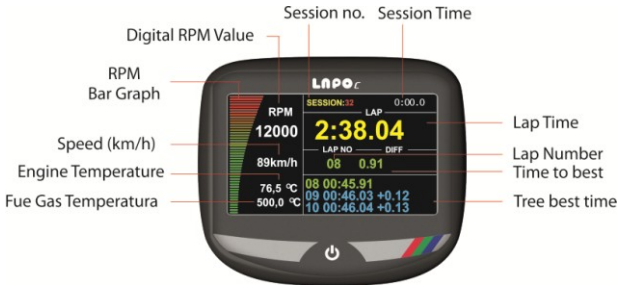 Session no. Session Time
Digital RPM Value
RPM
Bar Graph
Speed (km/h)
Engine Temperature
Fue Gas Temperatura
LAPOC
SESSION:32 0:00.0
LAP
2:38.04
LAP NO DIFF
08 0.91
RPM
12000
89km/h
76,5 ºC
500,0 ºC
08 00:45.91
09 00:46.03 +0.12
10 00:46.04 +0.13
Lap Time
Lap Number
Time to best
Tree best time